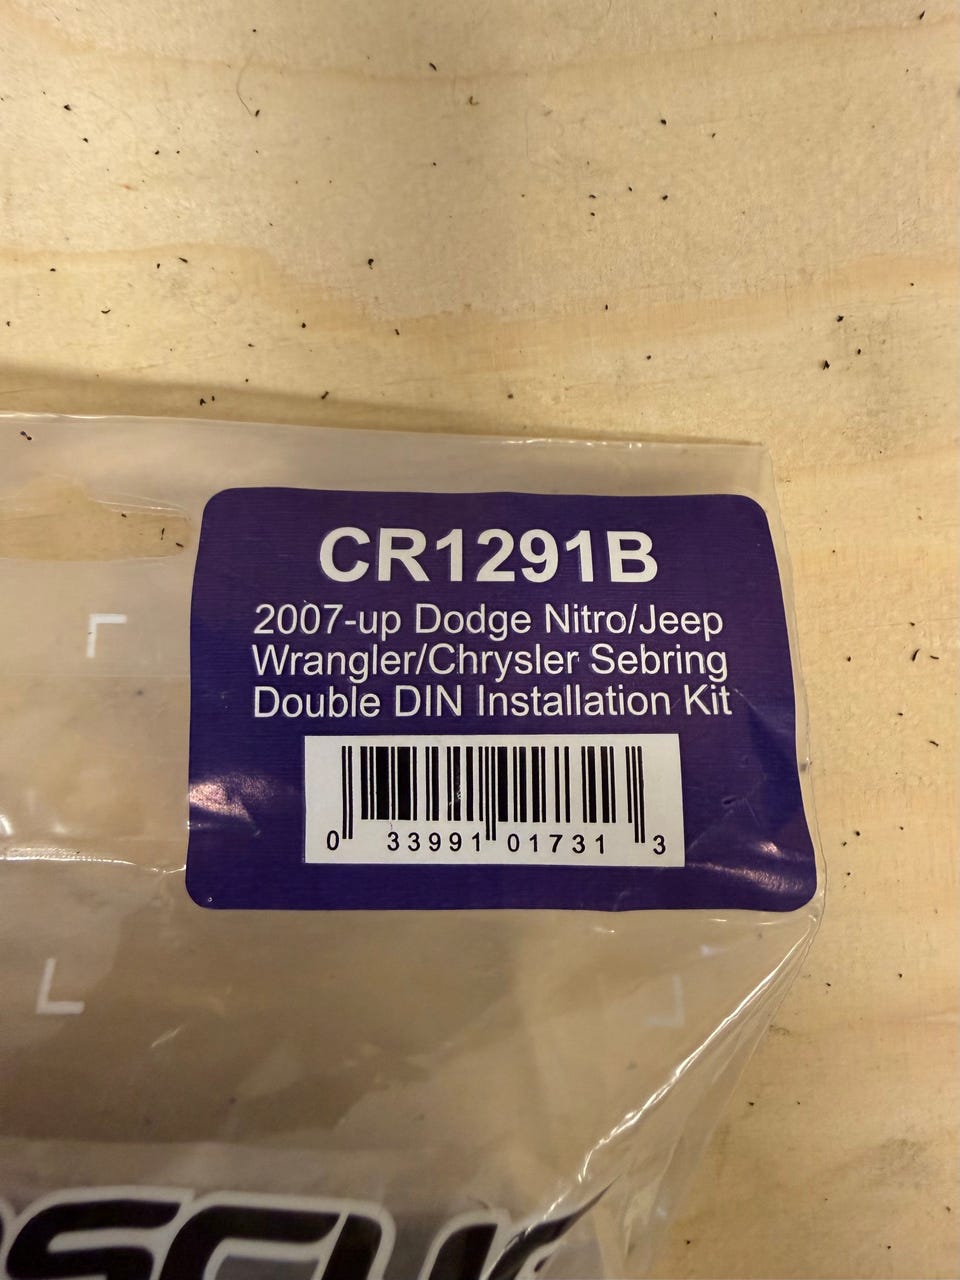 CR1291B
2007-up Dodge Nitro/Jeep
Wrangler/Chrysler Sebring
Double DIN Installation Kit
0 33991 01731 3